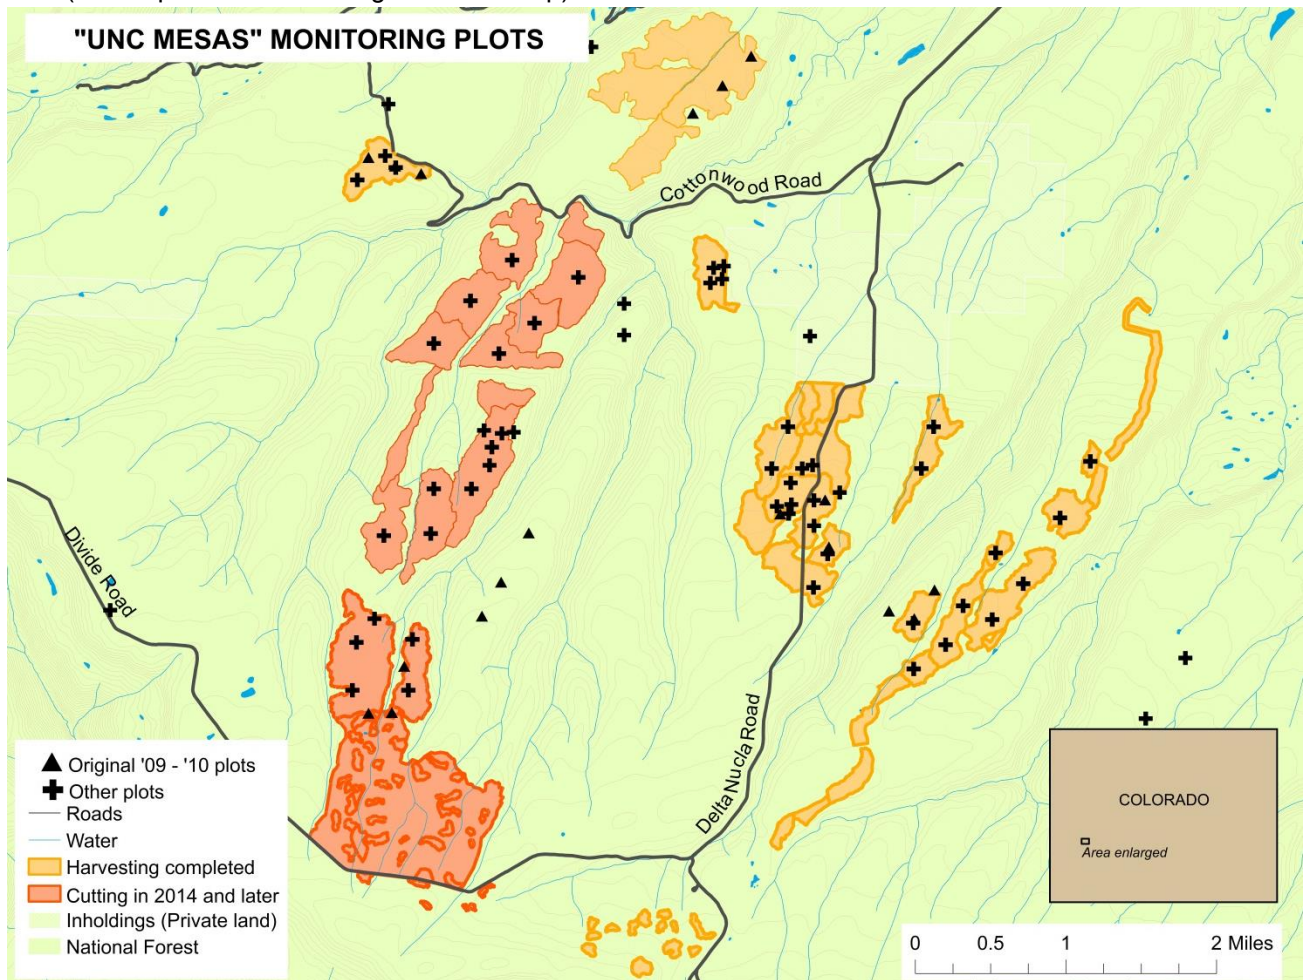 "UNC MESAS" MONITORING PLOTS
Cottonwood Road
Divide Road
Delta Nucla Road
Original '09 - '10 plots
Other plots
Roads
Water
Harvesting completed
Cutting in 2014 and later
Inholdings (Private land)
National Forest
COLORADO
Area enlarged
0 0.5 1 2 Miles